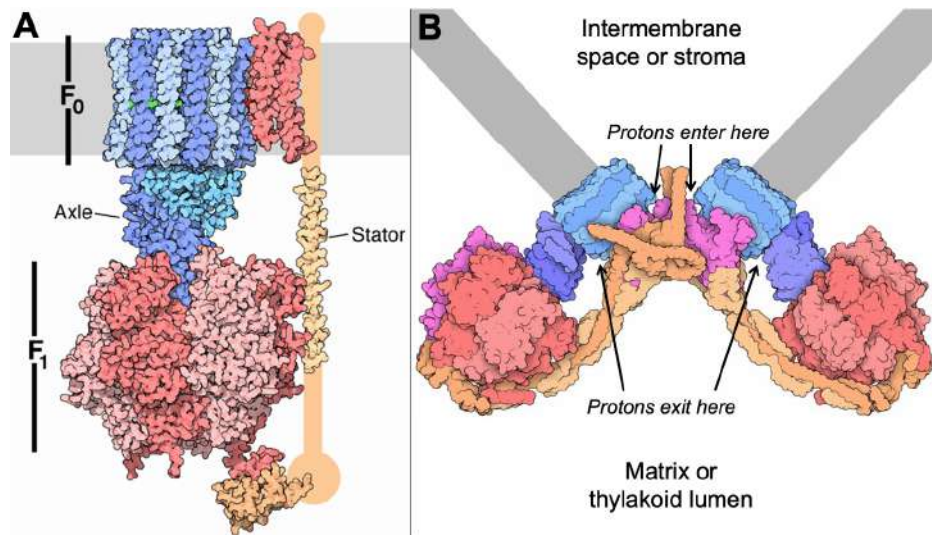 A
F0
Axle
Stator
F1
B
Intermembrane
space or stroma
Protons enter here
Protons exit here
Matrix or
thylakoid lumen